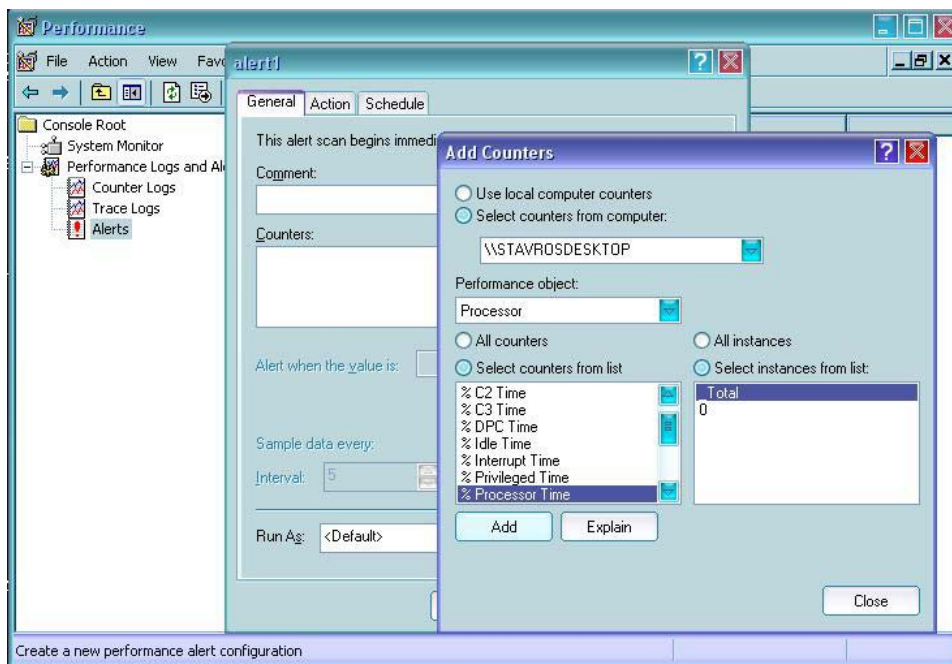 Performance
File Action View Favo
Console Root
System Monitor
Performance Logs and Al
Counter Logs
Trace Logs
Alerts
alert1
General Action Schedule
This alert scan begins immedi
Comment:
Counters:
Alert when the value is:
Sample data every:
Interval: 5
Run As: <Default>
Add Counters
Use local computer counters
Select counters from computer:
\\STAVROSDESKTOP
Performance object:
Processor
All counters
Select counters from list
% C2 Time
% C3 Time
% DPC Time
% Idle Time
% Interrupt Time
% Privileged Time
% Processor Time
All instances
Select instances from list:
_Total
0
Add Explain
Close
Create a new performance alert configuration